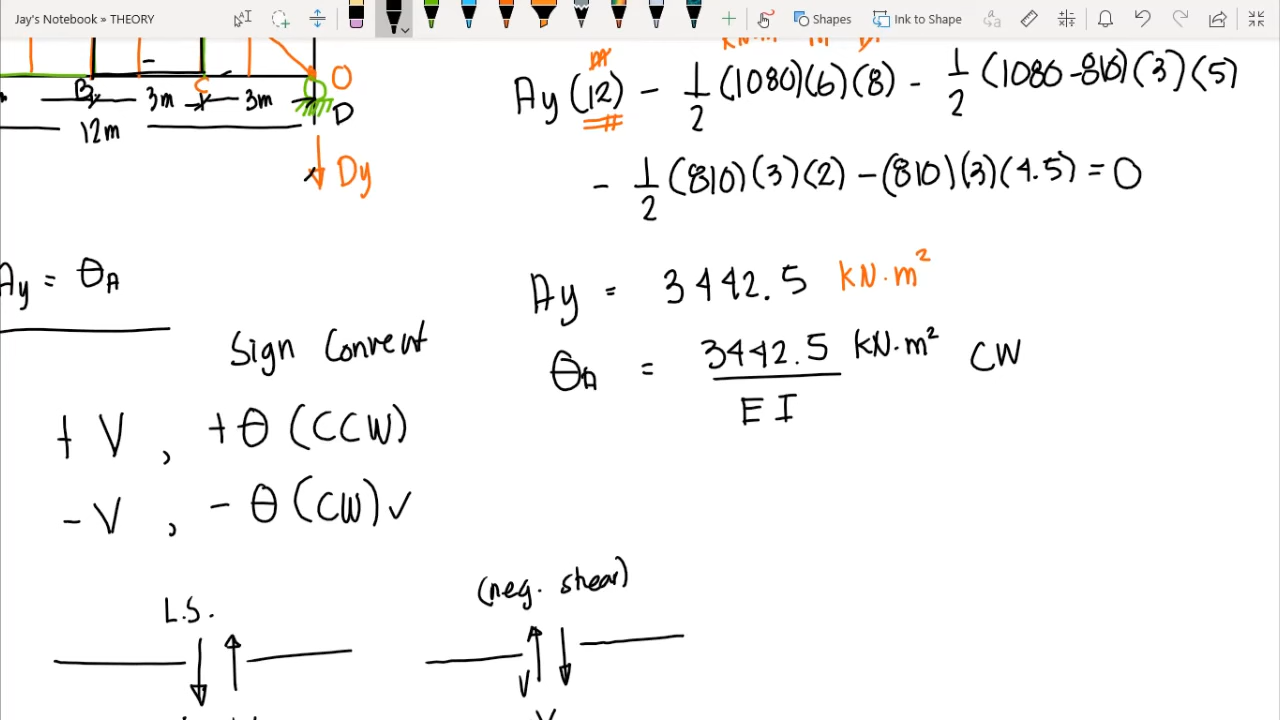 Jay's Notebook » THEORY
Shapes
Ink to Shape
Ay (12) - 1/2 (1080)(6)(8) - 1/2 (1080-810)(3)(5)
- 1/2 (810)(3)(2) - (810)(3)(4.5) = 0
B C O
3m 3m D
12m
Dy
Ay = θA
Ay = 3442.5 KN.m²
θA = 3442.5 KN.m² CW
EI
Sign Convent
+ V , + θ (CCW)
- V , - θ (CW) ✓
L.S.
(neg. shear)
V
V